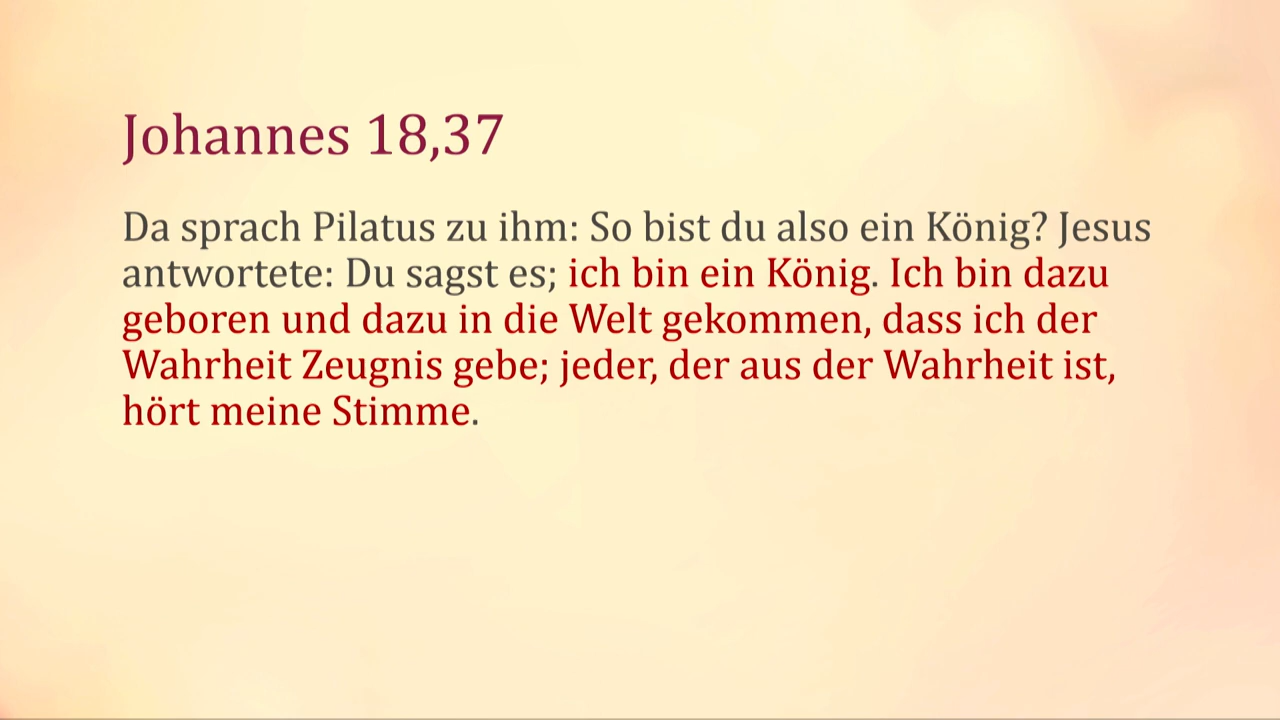 Johannes 18,37
Da sprach Pilatus zu ihm: So bist du also ein König? Jesus
antwortete: Du sagst es; ich bin ein König. Ich bin dazu
geboren und dazu in die Welt gekommen, dass ich der
Wahrheit Zeugnis gebe; jeder, der aus der Wahrheit ist,
hört meine Stimme.